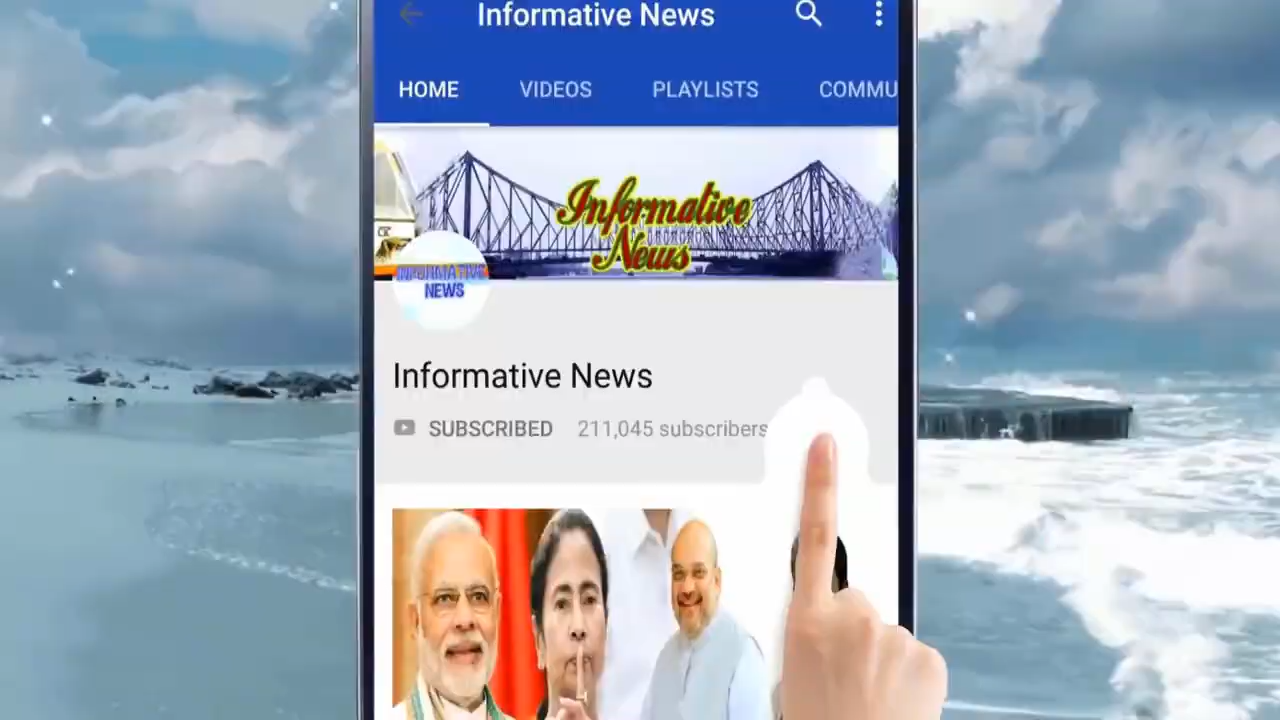 Informative News
HOME VIDEOS PLAYLISTS COMMU
Informative
News
INFORMATIVE
NEWS
Informative News
SUBSCRIBED 211,045 subscribers